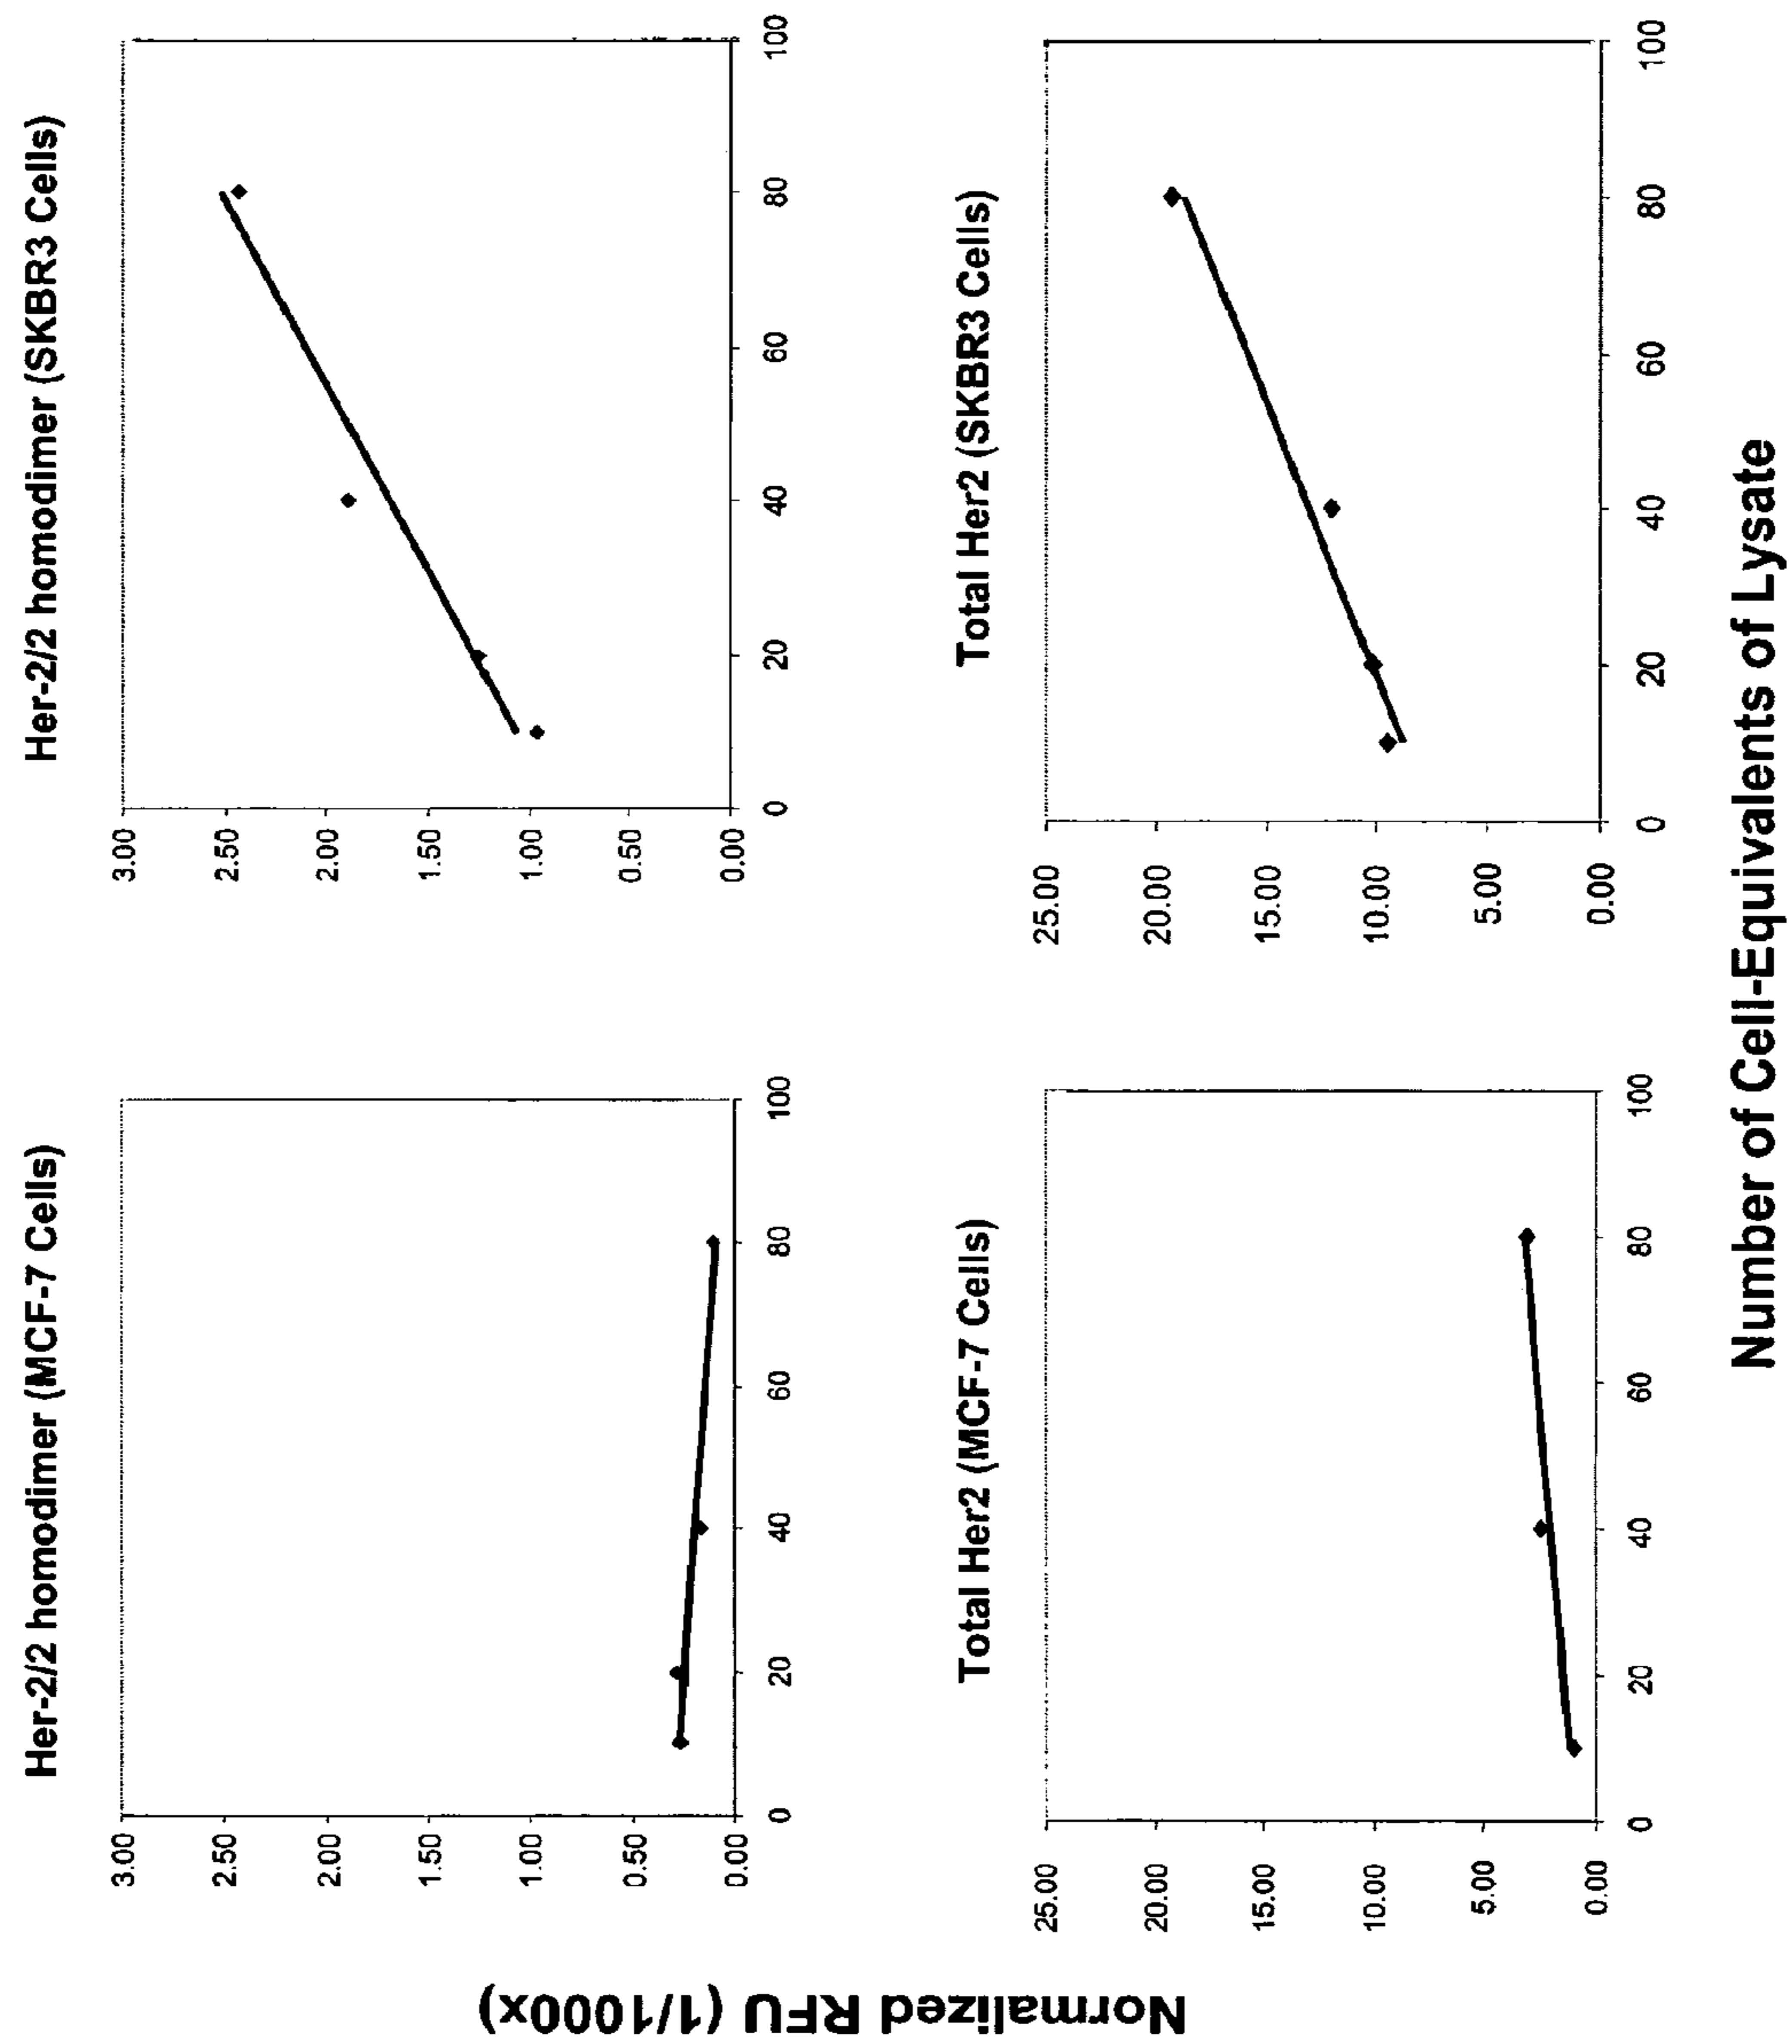 Her-2/2 homodimer (MCF-7 Cells)
3.00
2.50
2.00
1.50
1.00
0.50
0.00
0 20 40 60 80 100
Her-2/2 homodimer (SKBR3 Cells)
3.00
2.50
2.00
1.50
1.00
0.50
0.00
0 20 40 60 80 100
Total Her2 (MCF-7 Cells)
25.00
20.00
15.00
10.00
5.00
0.00
0 20 40 60 80 100
Total Her2 (SKBR3 Cells)
25.00
20.00
15.00
10.00
5.00
0.00
0 20 40 60 80 100
Normalized RFU (1/1000x)
Number of Cell-Equivalents of Lysate